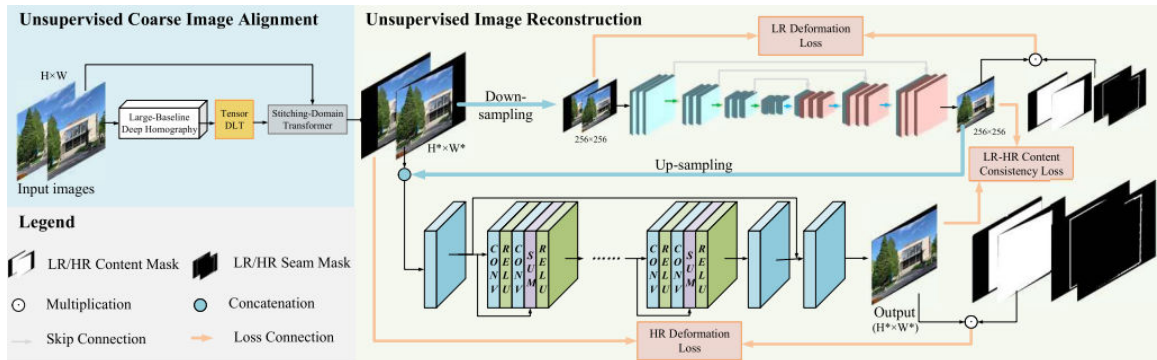 Unsupervised Coarse Image Alignment
H×W
Large-Baseline
Deep Homography
Tensor
DLT
Stitching-Domain
Transformer
Input images
Legend
LR/HR Content Mask
LR/HR Seam Mask
Multiplication
Concatenation
Skip Connection
Loss Connection
Unsupervised Image Reconstruction
LR Deformation
Loss
Down-
sampling
256×256
256×256
H*×W*
Up-sampling
LR-HR Content
Consistency Loss
CONV
RELU
CONV
SUM
RELU
......
CONV
RELU
CONV
SUM
RELU
Output
(H*×W*)
HR Deformation
Loss